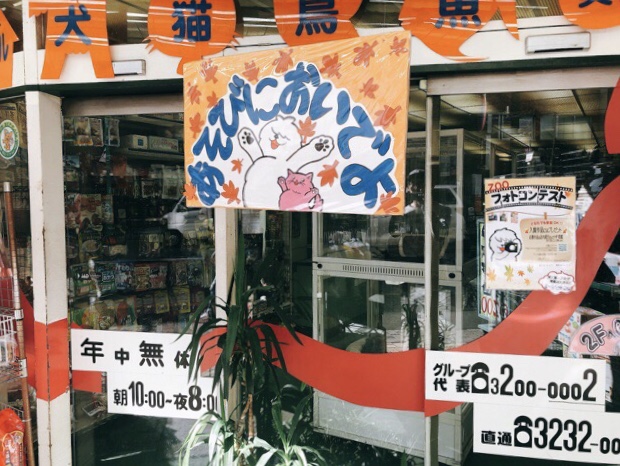 犬 猫 鳥 魚
あそびにおいでよ
ZOO
フォトコンテスト
年中無休
朝10:00~夜8:0
グループ
代表☎3200-0002
直通☎3232-00
2F